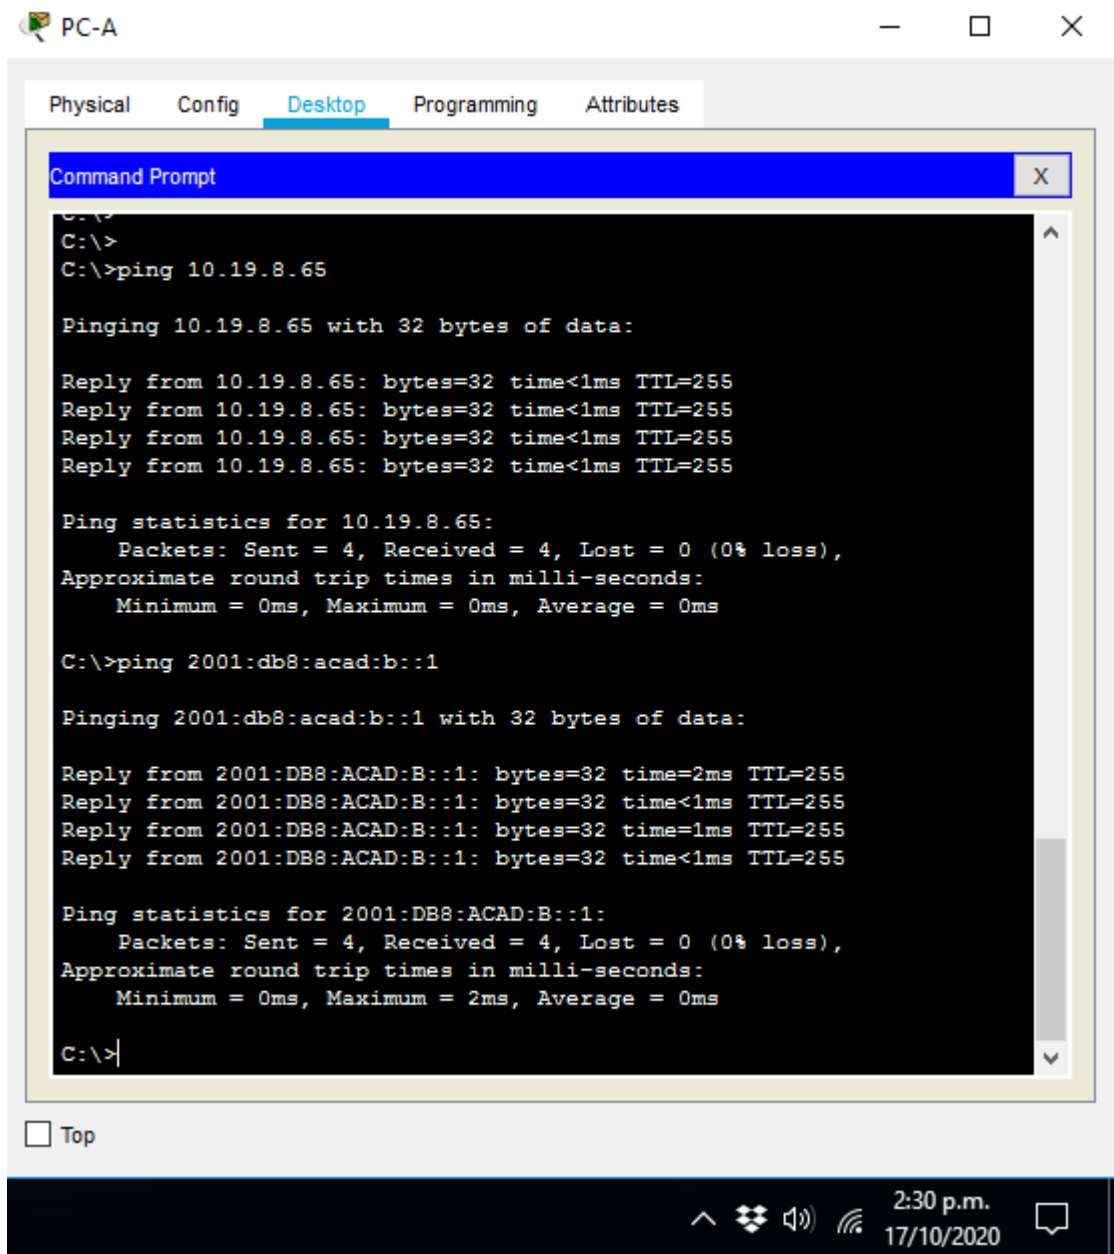 PC-A
Physical Config Desktop Programming Attributes
Command Prompt X
C:\>
C:\>
C:\>ping 10.19.8.65
Pinging 10.19.8.65 with 32 bytes of data:
Reply from 10.19.8.65: bytes=32 time<1ms TTL=255
Reply from 10.19.8.65: bytes=32 time<1ms TTL=255
Reply from 10.19.8.65: bytes=32 time<1ms TTL=255
Reply from 10.19.8.65: bytes=32 time<1ms TTL=255
Ping statistics for 10.19.8.65:
Packets: Sent = 4, Received = 4, Lost = 0 (0% loss),
Approximate round trip times in milli-seconds:
Minimum = 0ms, Maximum = 0ms, Average = 0ms
C:\>ping 2001:db8:acad:b::1
Pinging 2001:db8:acad:b::1 with 32 bytes of data:
Reply from 2001:DB8:ACAD:B::1: bytes=32 time=2ms TTL=255
Reply from 2001:DB8:ACAD:B::1: bytes=32 time<1ms TTL=255
Reply from 2001:DB8:ACAD:B::1: bytes=32 time=1ms TTL=255
Reply from 2001:DB8:ACAD:B::1: bytes=32 time<1ms TTL=255
Ping statistics for 2001:DB8:ACAD:B::1:
Packets: Sent = 4, Received = 4, Lost = 0 (0% loss),
Approximate round trip times in milli-seconds:
Minimum = 0ms, Maximum = 2ms, Average = 0ms
C:\>
Top
2:30 p.m.
17/10/2020